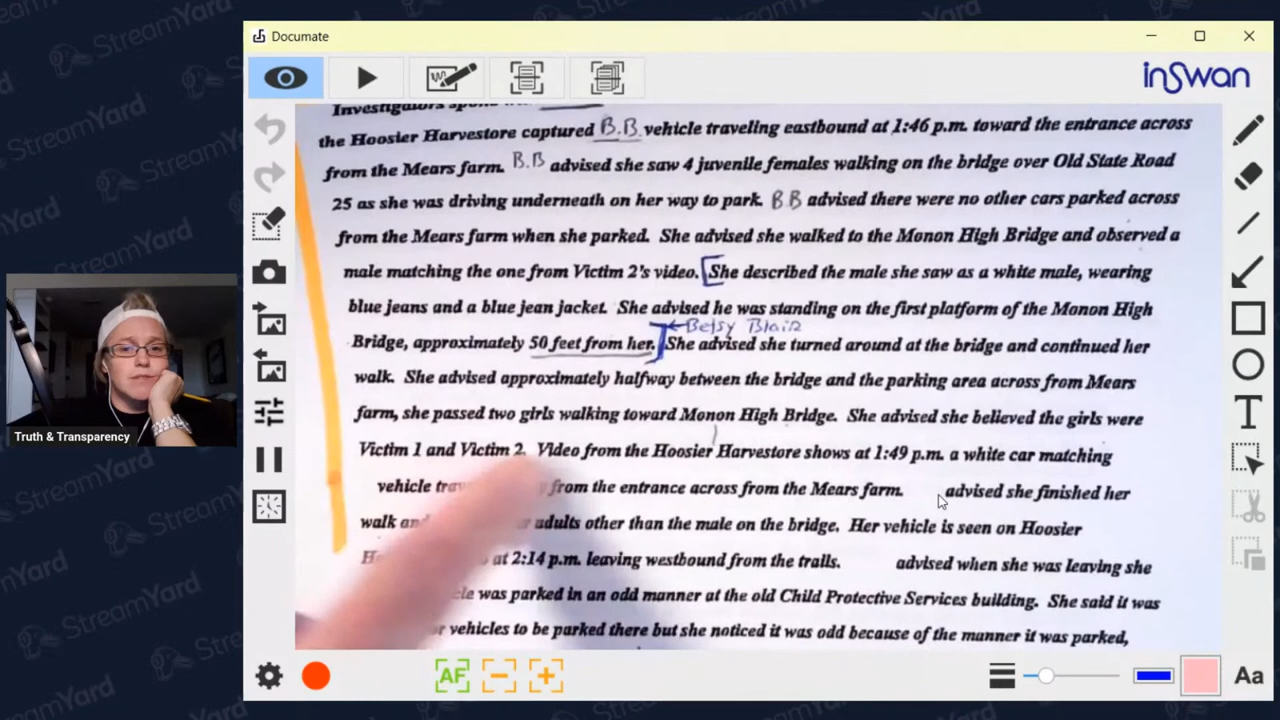 StreamYard
Documate
inSwan
Investigators
the Hoosier Harvestore captured B.B. vehicle traveling eastbound at 1:46 p.m. toward the entrance across
from the Mears farm. B.B advised she saw 4 juvenile females walking on the bridge over Old State Road
25 as she was driving underneath on her way to park. B B advised there were no other cars parked across
from the Mears farm when she parked. She advised she walked to the Monon High Bridge and observed a
male matching the one from Victim 2's video. [She described the male she saw as a white male, wearing
blue jeans and a blue jean jacket. She advised he was standing on the first platform of the Monon High
Betsy Blair
Bridge, approximately 50 feet from her.] She advised she turned around at the bridge and continued her
walk. She advised approximately halfway between the bridge and the parking area across from Mears
farm, she passed two girls walking toward Monon High Bridge. She advised she believed the girls were
Victim 1 and Victim 2. Video from the Hoosier Harvestore shows at 1:49 p.m. a white car matching
vehicle from the entrance across from the Mears farm. advised she finished her
walk adults other than the male on the bridge. Her vehicle is seen on Hoosier
at 2:14 p.m. leaving westbound from the trails. advised when she was leaving she
was parked in an odd manner at the old Child Protective Services building. She said it was
vehicles to be parked there but she noticed it was odd because of the manner it was parked,
Truth & Transparency
AF
T
Aa